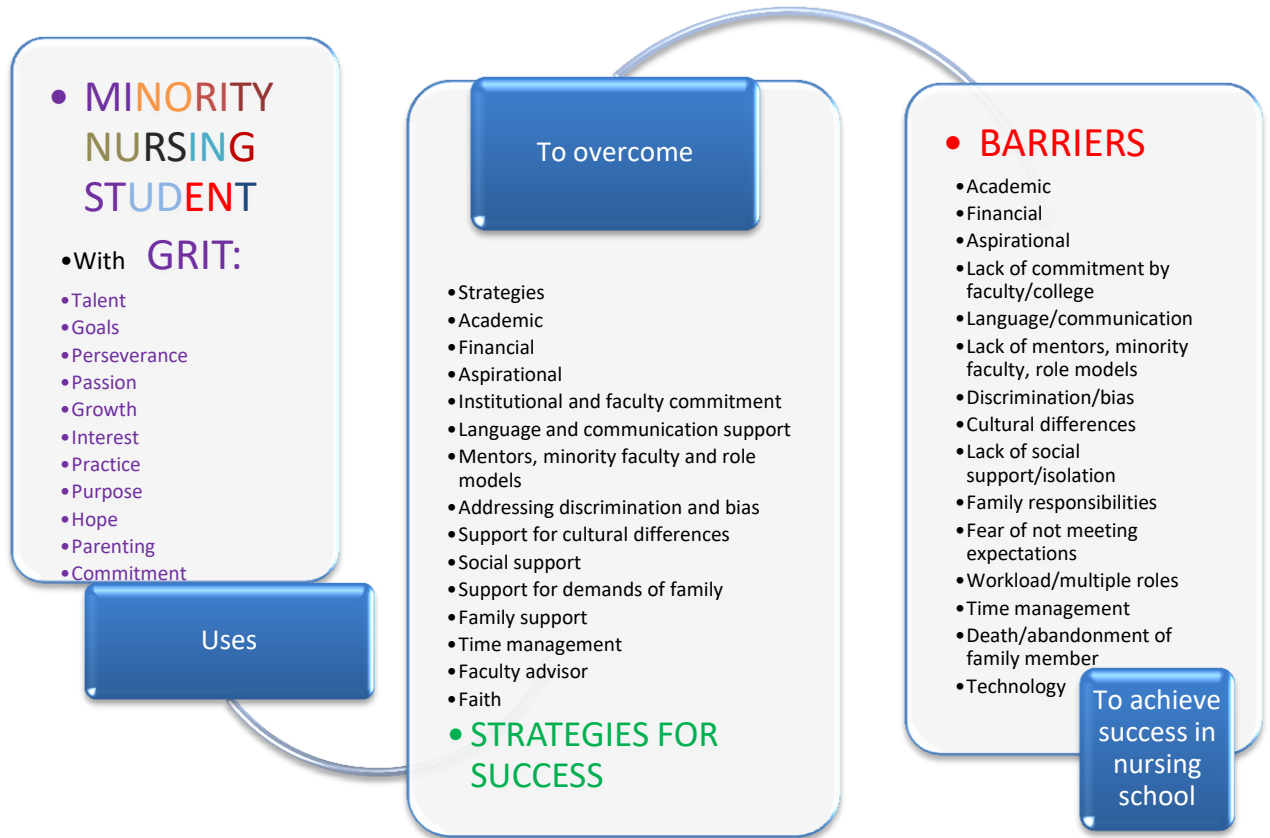 • MINORITY
NURSING
STUDENT
•With GRIT:
•Talent
•Goals
•Perseverance
•Passion
•Growth
•Interest
•Practice
•Purpose
•Hope
•Parenting
•Commitment
Uses
To overcome
•Strategies
•Academic
•Financial
•Aspirational
•Institutional and faculty commitment
•Language and communication support
•Mentors, minority faculty and role
models
•Addressing discrimination and bias
•Support for cultural differences
•Social support
•Support for demands of family
•Family support
•Time management
•Faculty advisor
•Faith
• STRATEGIES FOR
SUCCESS
• BARRIERS
•Academic
•Financial
•Aspirational
•Lack of commitment by
faculty/college
•Language/communication
•Lack of mentors, minority
faculty, role models
•Discrimination/bias
•Cultural differences
•Lack of social
support/isolation
•Family responsibilities
•Fear of not meeting
expectations
•Workload/multiple roles
•Time management
•Death/abandonment of
family member
•Technology
To achieve
success in
nursing
school